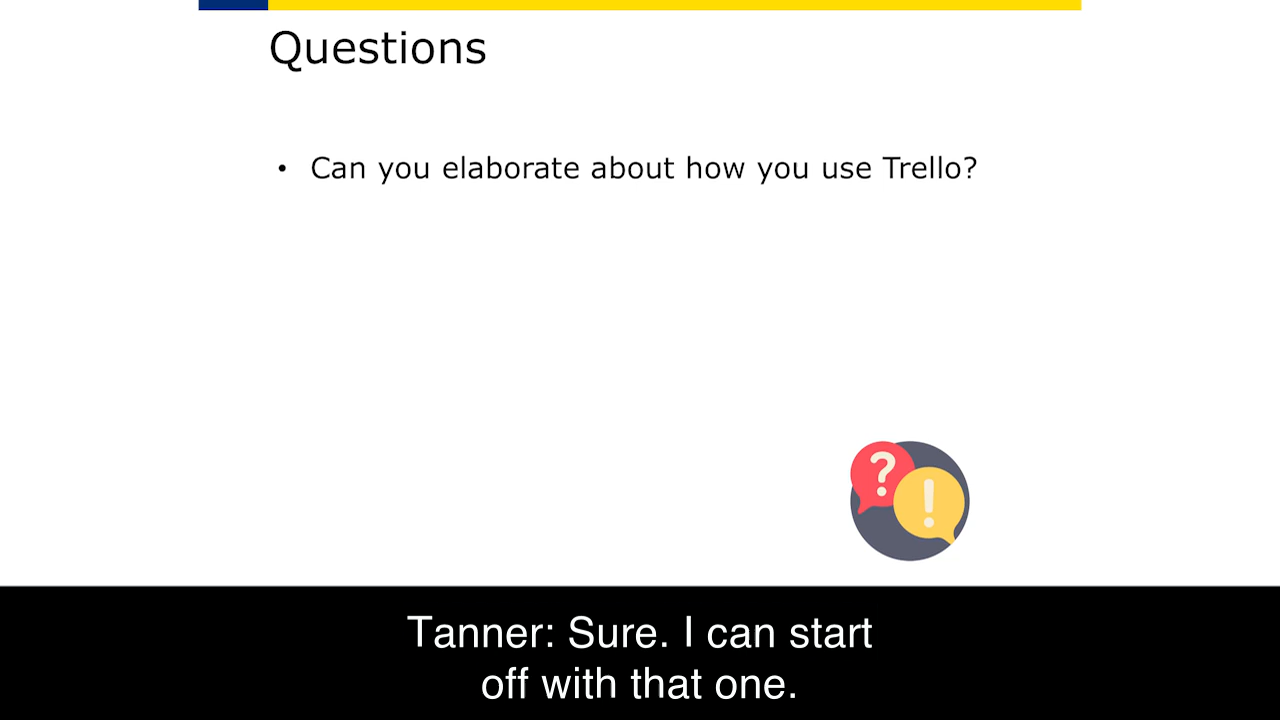 Questions
• Can you elaborate about how you use Trello?
?
!
Tanner: Sure. I can start
off with that one.